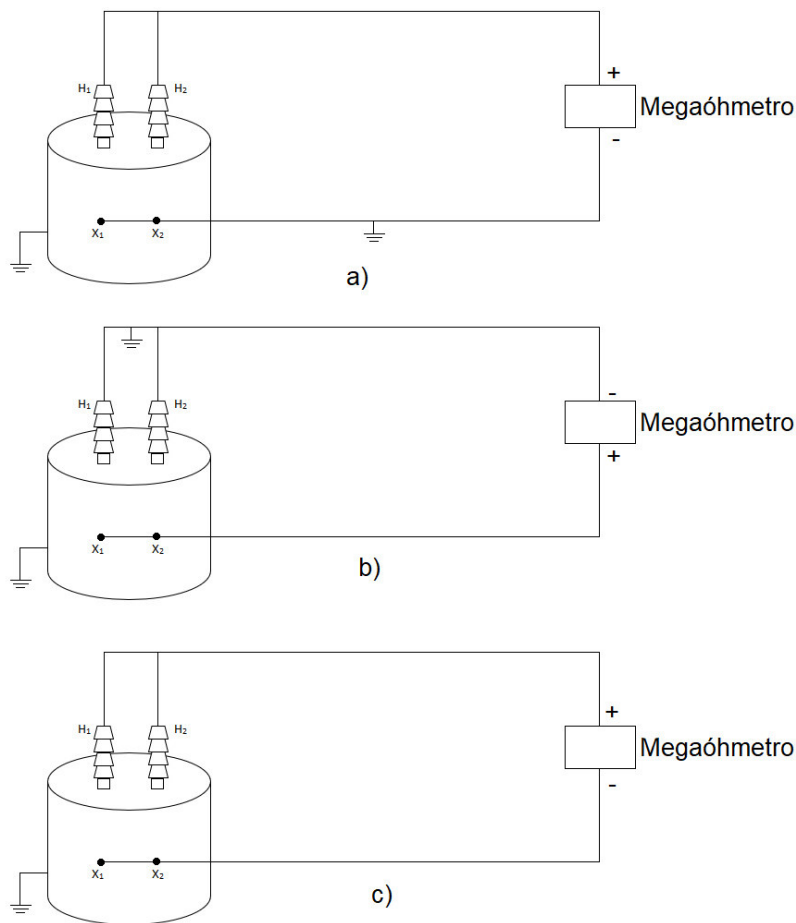 +
H₁ H₂
Megaóhmetro
-
X₁ X₂
a)
H₁ H₂
-
Megaóhmetro
+
X₁ X₂
b)
+
H₁ H₂
Megaóhmetro
-
X₁ X₂
c)